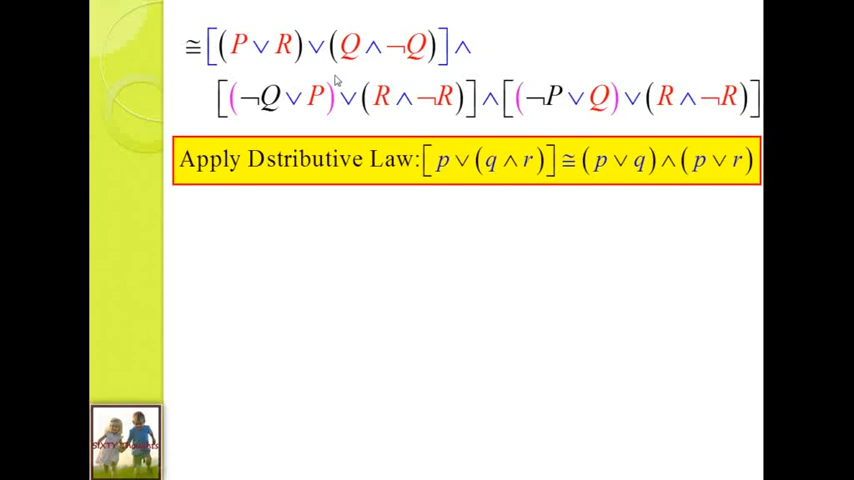 ≅[(P∨R)∨(Q∧¬Q)]∧
[(¬Q∨P)∨(R∧¬R)]∧[(¬P∨Q)∨(R∧¬R)]
Apply Dstributive Law:[p∨(q∧r)]≅(p∨q)∧(p∨r)